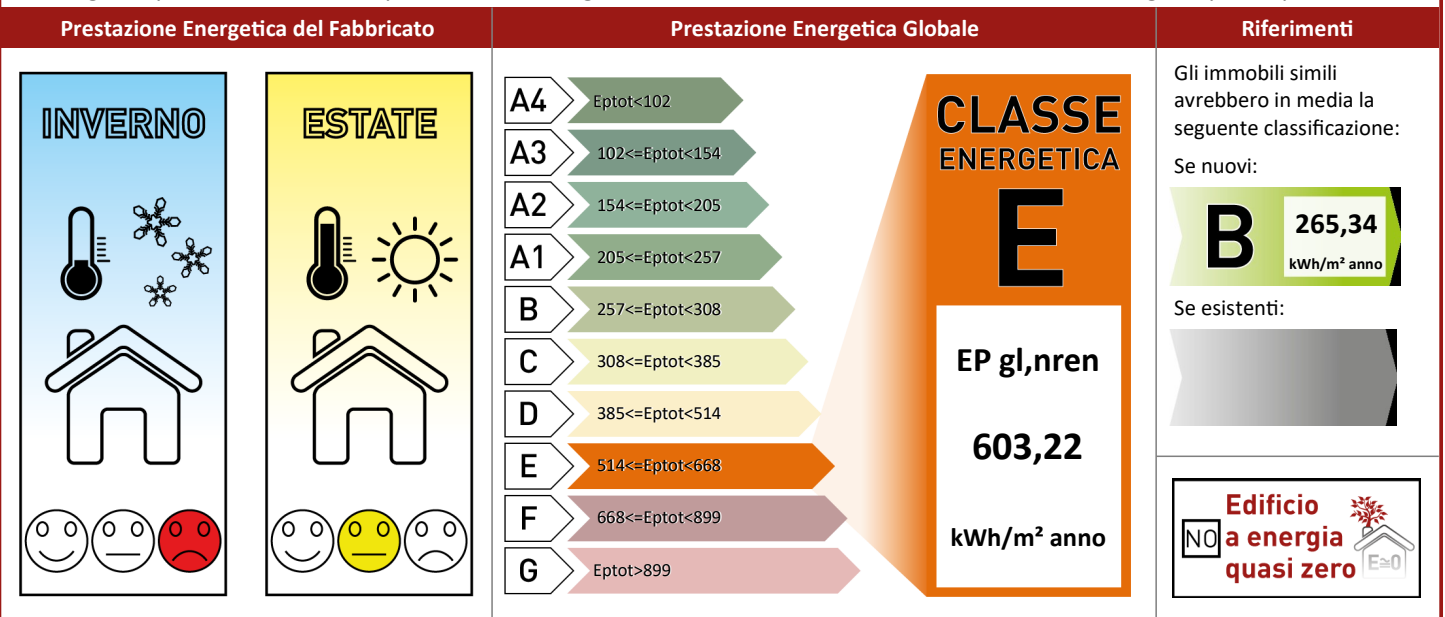 Prestazione Energetica del Fabbricato
Prestazione Energetica Globale
Riferimenti
INVERNO
ESTATE
A4
Eptot<102
A3
102<=Eptot<154
A2
154<=Eptot<205
A1
205<=Eptot<257
B
257<=Eptot<308
C
308<=Eptot<385
D
385<=Eptot<514
E
514<=Eptot<668
F
668<=Eptot<899
G
Eptot>899
CLASSE
ENERGETICA
E
EP gl,nren
603,22
kWh/m² anno
Gli immobili simili
avrebbero in media la
seguente classificazione:
Se nuovi:
B
265,34
kWh/m² anno
Se esistenti:
NO
Edificio
a energia
quasi zero
E≃0